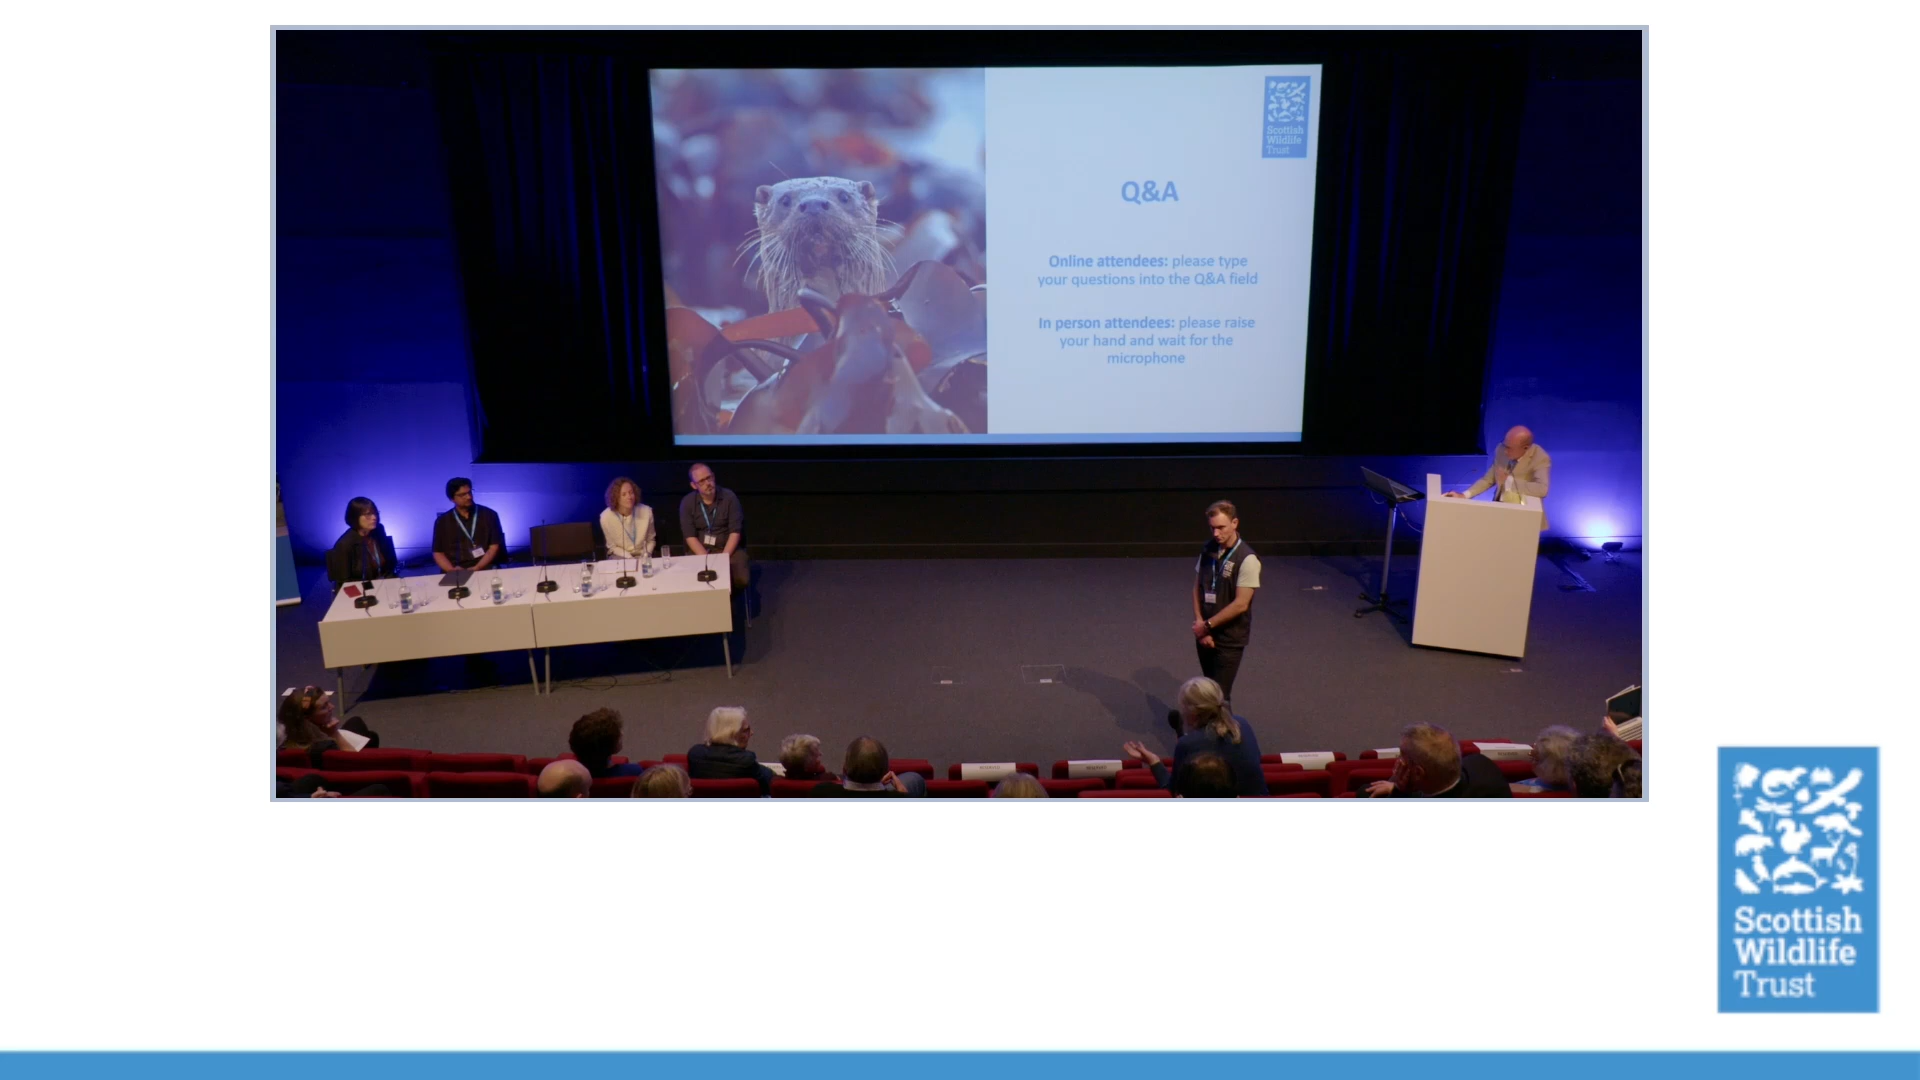 Scottish
Wildlife
Trust
Q&A
Online attendees: please type
your questions into the Q&A field
In person attendees: please raise
your hand and wait for the
microphone
Scottish
Wildlife
Trust